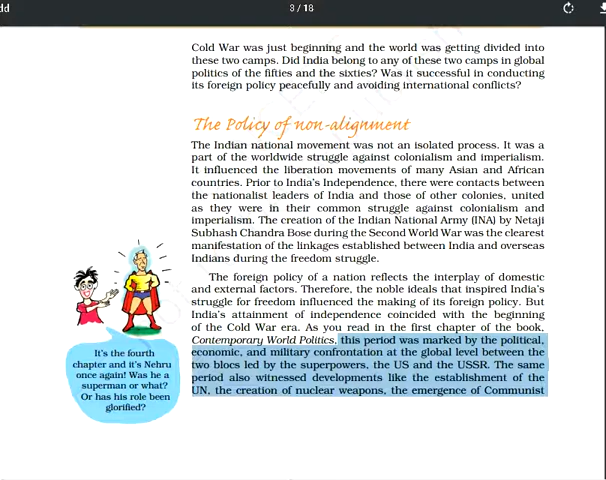 dd
3 / 18
Cold War was just beginning and the world was getting divided into
these two camps. Did India belong to any of these two camps in global
politics of the fifties and the sixties? Was it successful in conducting
its foreign policy peacefully and avoiding international conflicts?
The Policy of non-alignment
The Indian national movement was not an isolated process. It was a
part of the worldwide struggle against colonialism and imperialism.
It influenced the liberation movements of many Asian and African
countries. Prior to India's Independence, there were contacts between
the nationalist leaders of India and those of other colonies, united
as they were in their common struggle against colonialism and
imperialism. The creation of the Indian National Army (INA) by Netaji
Subhash Chandra Bose during the Second World War was the clearest
manifestation of the linkages established between India and overseas
Indians during the freedom struggle.
The foreign policy of a nation reflects the interplay of domestic
and external factors. Therefore, the noble ideals that inspired India's
struggle for freedom influenced the making of its foreign policy. But
India's attainment of independence coincided with the beginning
of the Cold War era. As you read in the first chapter of the book,
Contemporary World Politics, this period was marked by the political,
economic, and military confrontation at the global level between the
two blocs led by the superpowers, the US and the USSR. The same
period also witnessed developments like the establishment of the
UN, the creation of nuclear weapons, the emergence of Communist
It's the fourth
chapter and it's Nehru
once again! Was he a
superman or what?
Or has his role been
glorified?